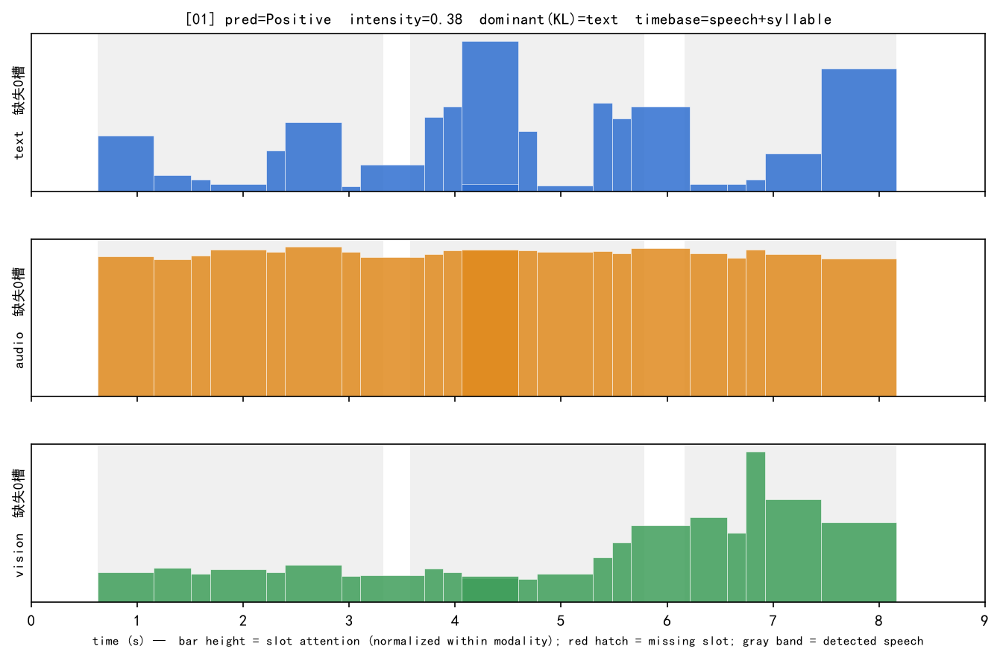 [01] pred=Positive  intensity=0.38  dominant(KL)=text  timebase=speech+syllable
text  缺失0槽
audio  缺失0槽
vision  缺失0槽
0 1 2 3 4 5 6 7 8 9
time (s) —  bar height = slot attention (normalized within modality); red hatch = missing slot; gray band = detected speech